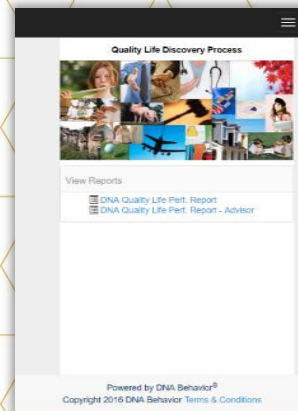 Quality Life Discovery Process
View Reports
DNA Quality Life Perf. Report
DNA Quality Life Perf. Report - Advisor
Powered by DNA Behavior®
Copyright 2016 DNA Behavior Terms & Conditions